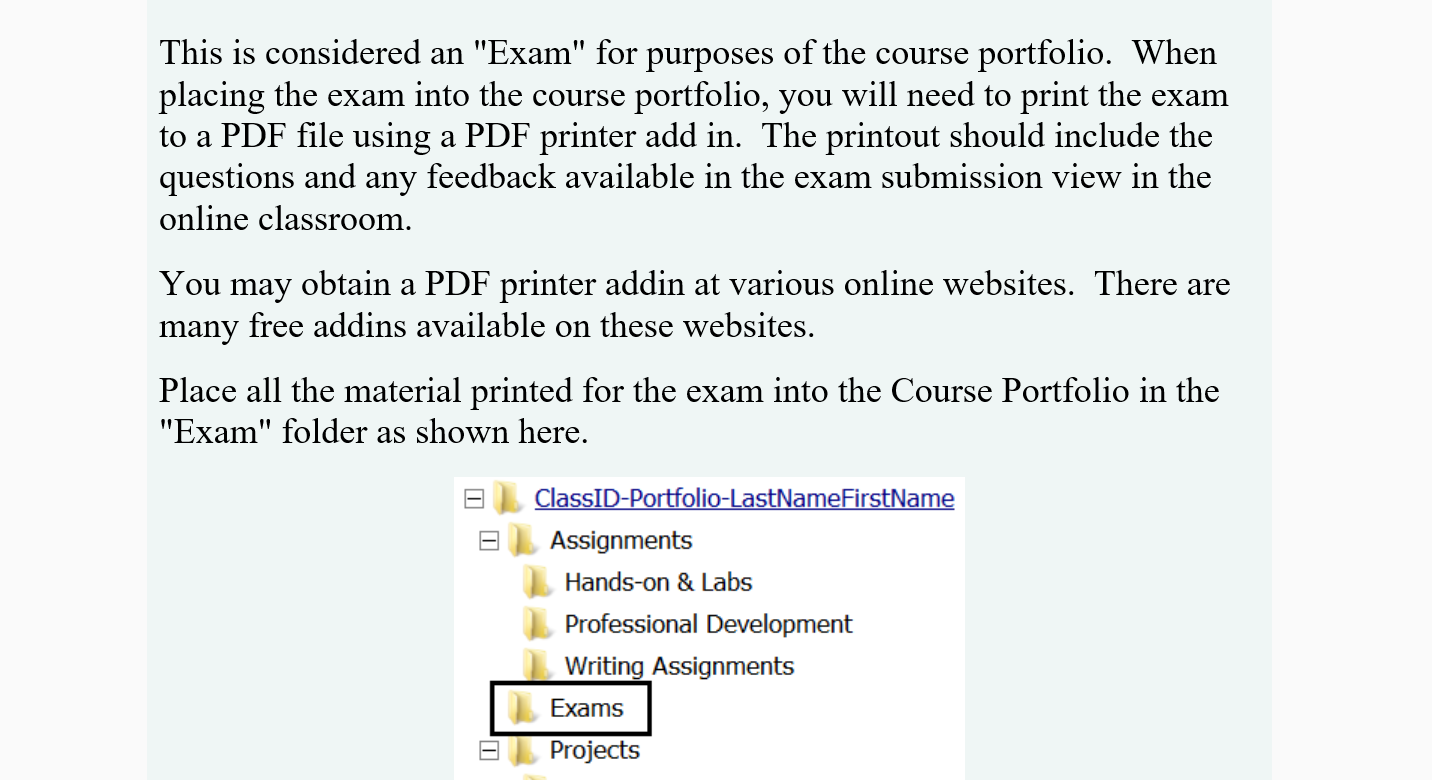 This is considered an "Exam" for purposes of the course portfolio.  When
placing the exam into the course portfolio, you will need to print the exam
to a PDF file using a PDF printer add in.  The printout should include the
questions and any feedback available in the exam submission view in the
online classroom.
You may obtain a PDF printer addin at various online websites.  There are
many free addins available on these websites.
Place all the material printed for the exam into the Course Portfolio in the
"Exam" folder as shown here.
ClassID-Portfolio-LastNameFirstName
Assignments
Hands-on & Labs
Professional Development
Writing Assignments
Exams
Projects